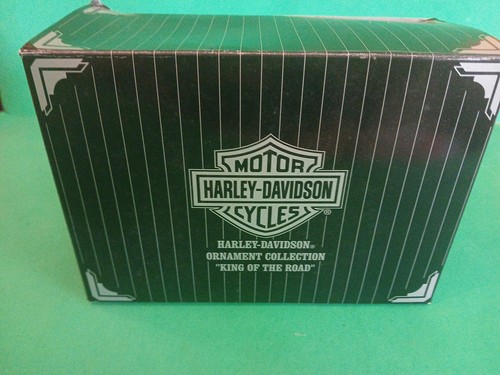 MOTOR
HARLEY-DAVIDSON
CYCLES®
HARLEY-DAVIDSON®
ORNAMENT COLLECTION
"KING OF THE ROAD"